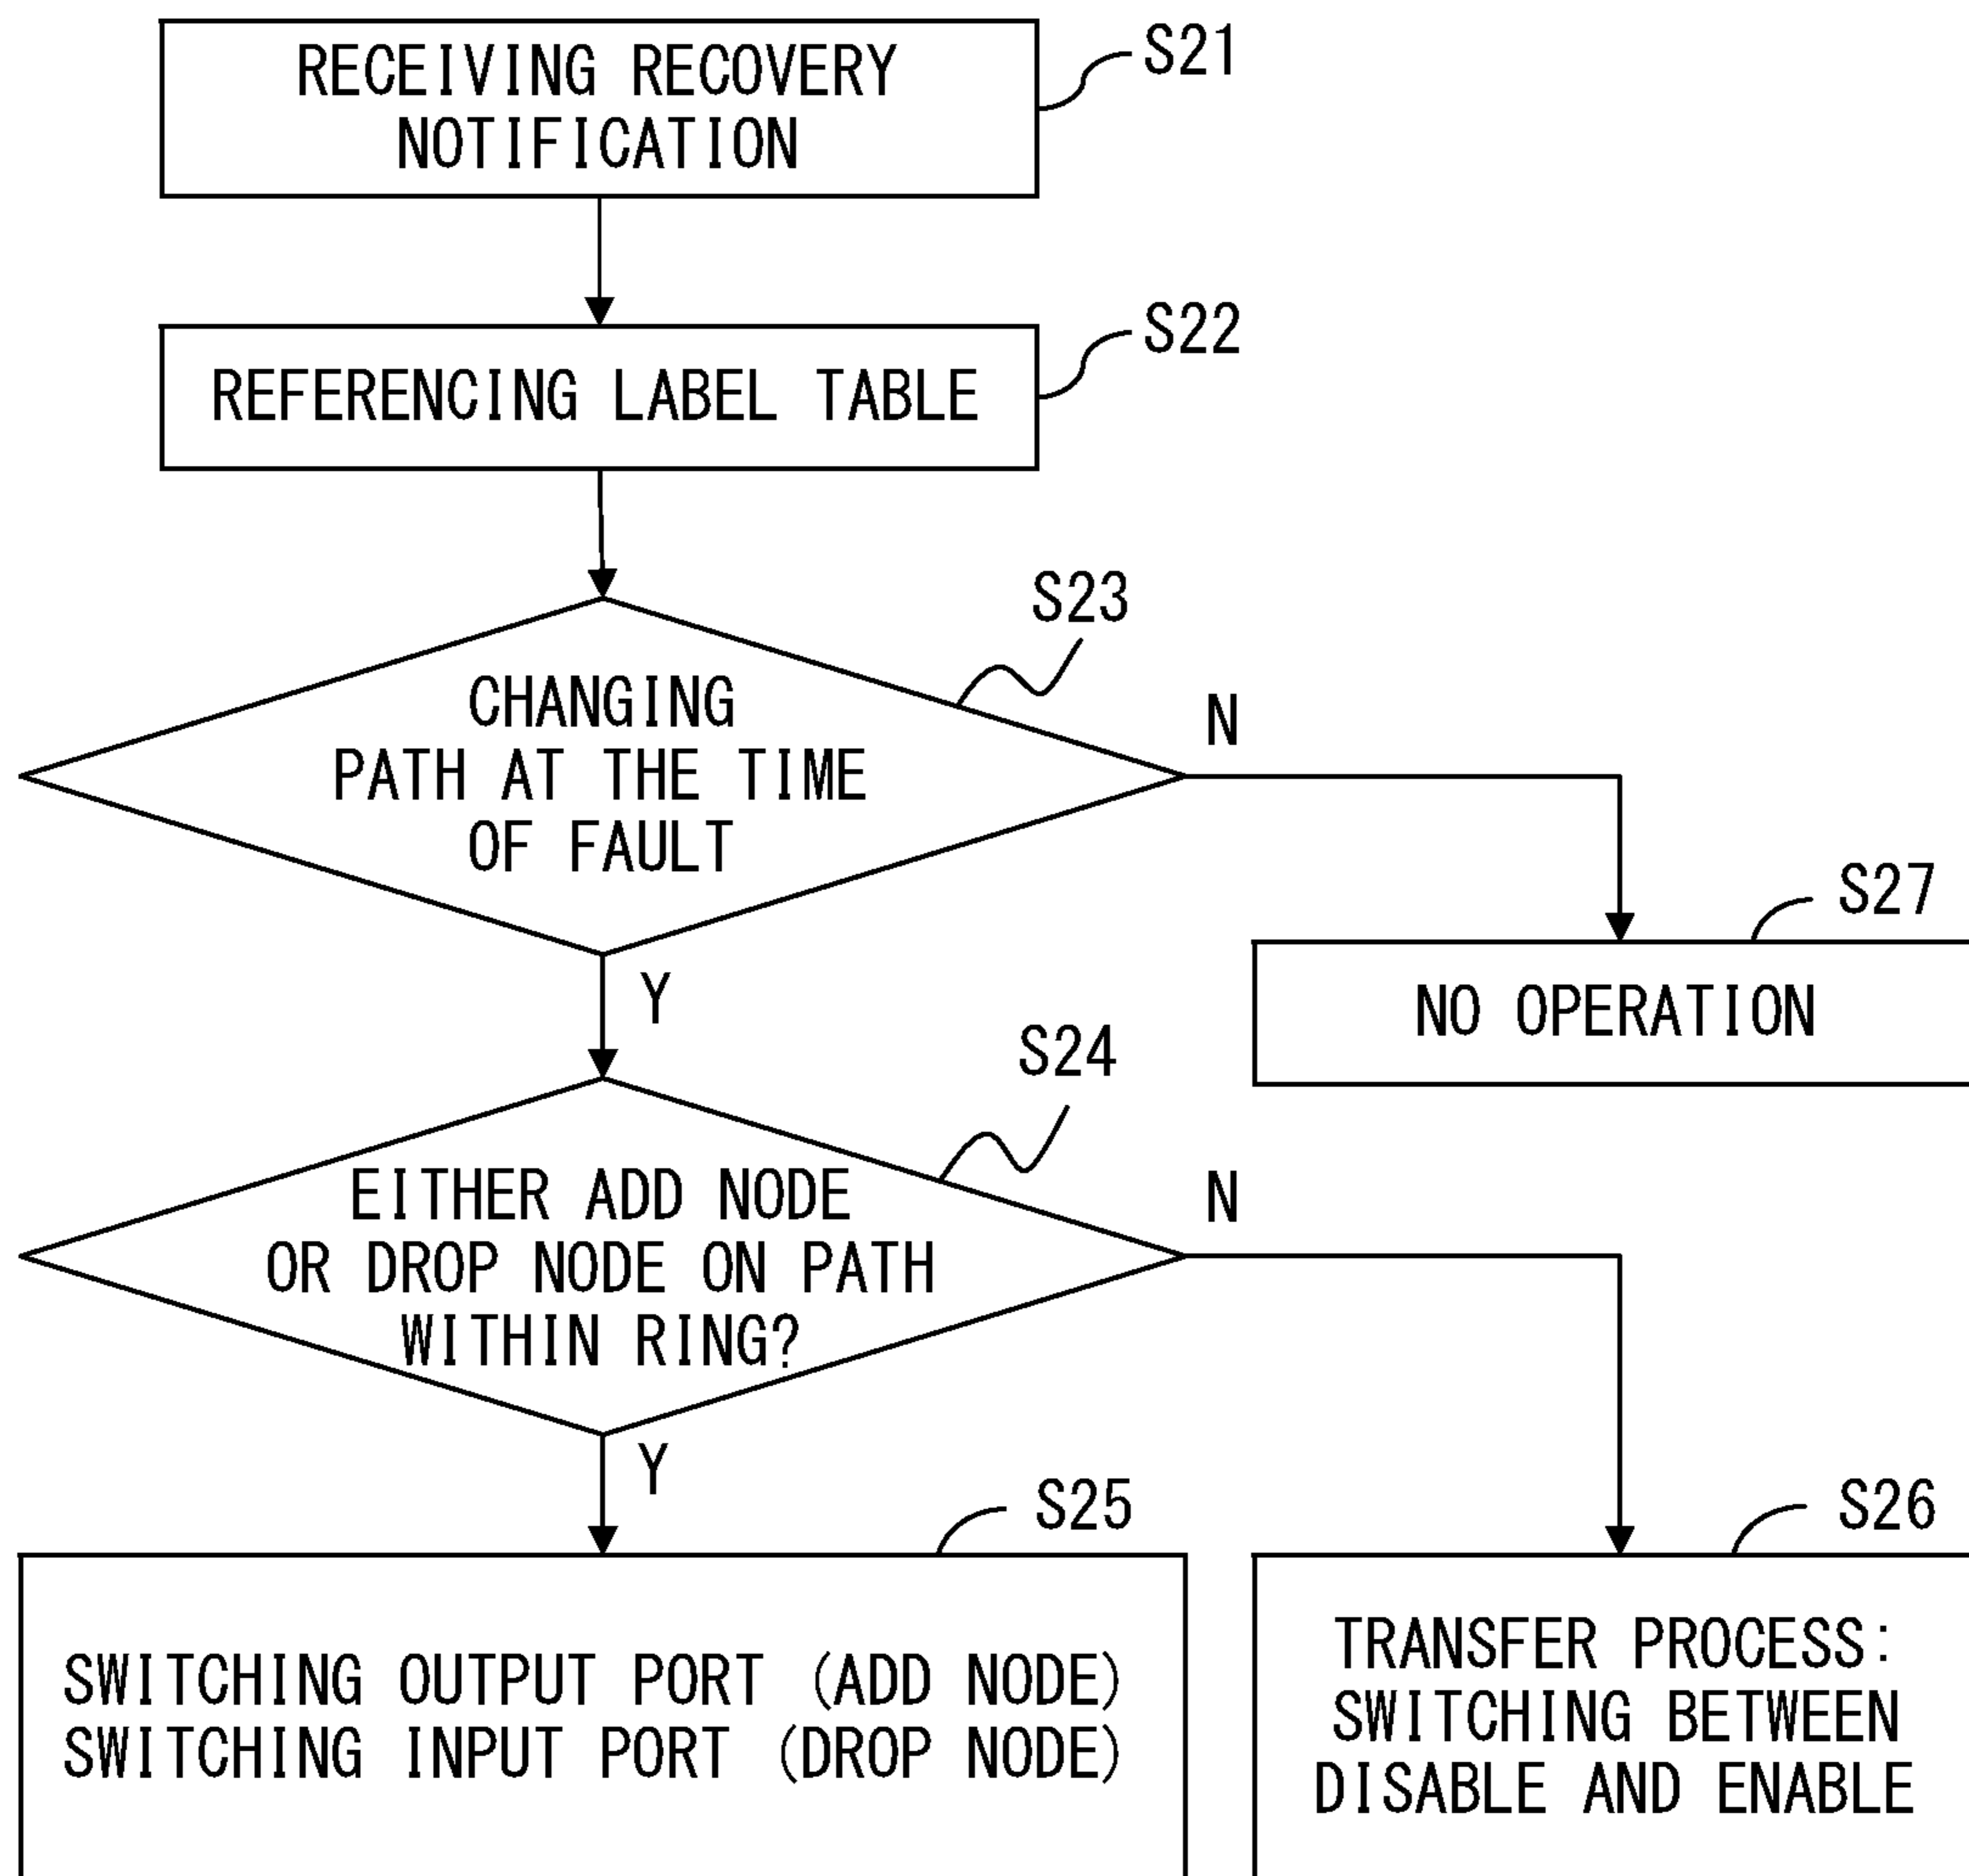 RECEIVING RECOVERY
NOTIFICATION
S21
REFERENCING LABEL TABLE
S22
S23
CHANGING
PATH AT THE TIME
OF FAULT
N
Y
S27
NO OPERATION
S24
EITHER ADD NODE
OR DROP NODE ON PATH
WITHIN RING?
N
Y
S25
SWITCHING OUTPUT PORT (ADD NODE)
SWITCHING INPUT PORT (DROP NODE)
S26
TRANSFER PROCESS:
SWITCHING BETWEEN
DISABLE AND ENABLE